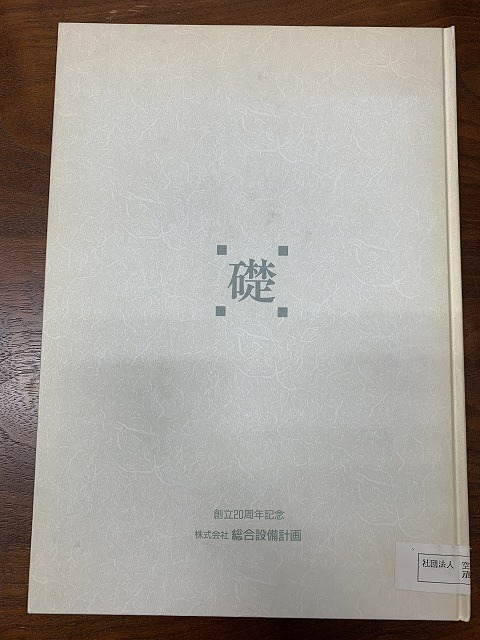 礎
創立20周年記念
株式会社 総合設備計画
社団法人 空